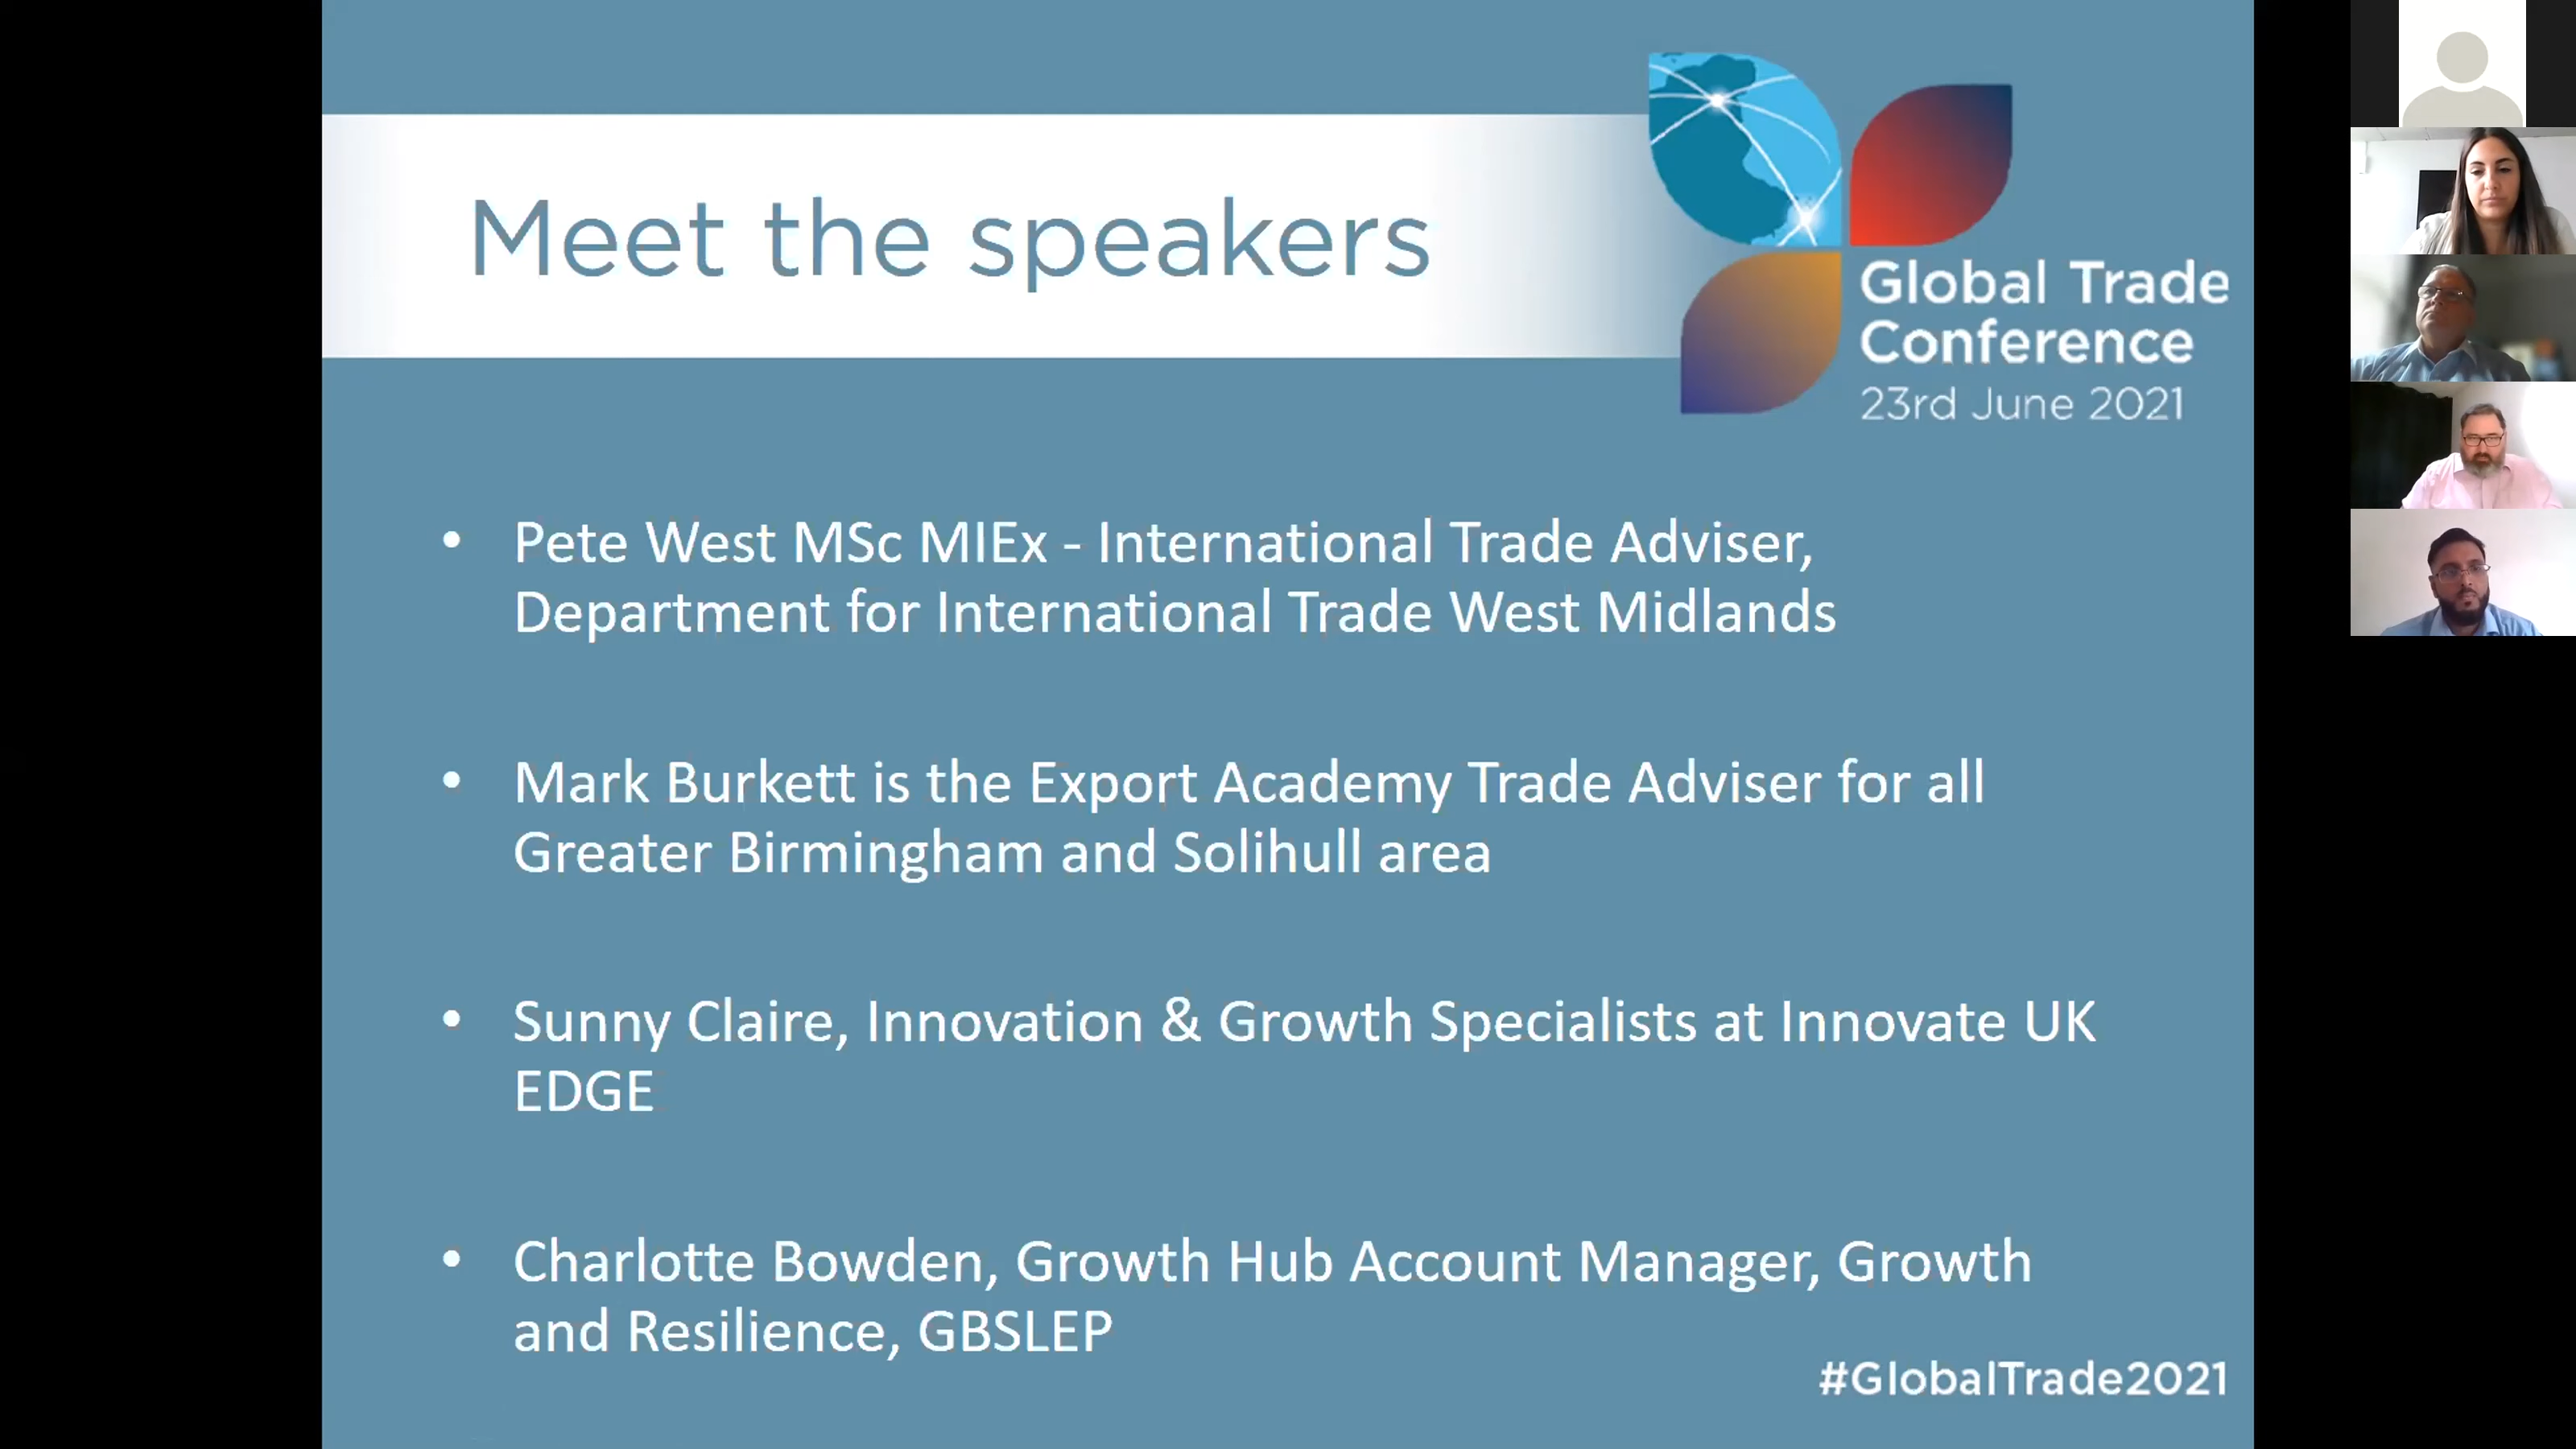 Meet the speakers
Global Trade
Conference
23rd June 2021
• Pete West MSc MIEx - International Trade Adviser,
Department for International Trade West Midlands
• Mark Burkett is the Export Academy Trade Adviser for all
Greater Birmingham and Solihull area
• Sunny Claire, Innovation & Growth Specialists at Innovate UK
EDGE
• Charlotte Bowden, Growth Hub Account Manager, Growth
and Resilience, GBSLEP
#GlobalTrade2021